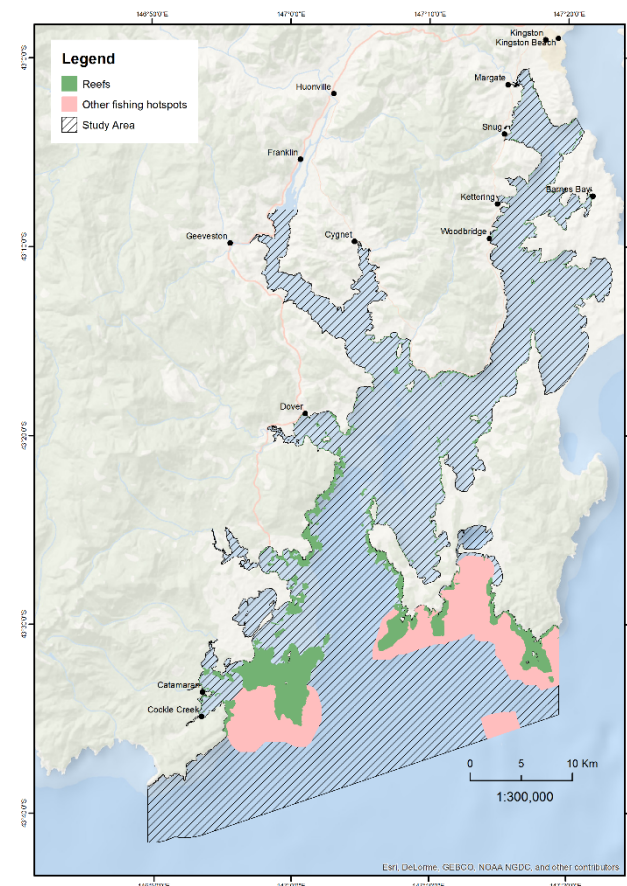 146°50'0"E 147°0'0"E 147°10'0"E 147°20'0"E
Legend
Reefs
Other fishing hotspots
Study Area
Kingston
Kingston Beach
Margate
Huonville
Snug
Franklin
Kettering
Barnes Bay
Geeveston
Cygnet
Woodbridge
Dover
Catamaran
Cockle Creek
0 5 10 Km
1:300,000
Esri, DeLorme, GEBCO, NOAA NGDC, and other contributors